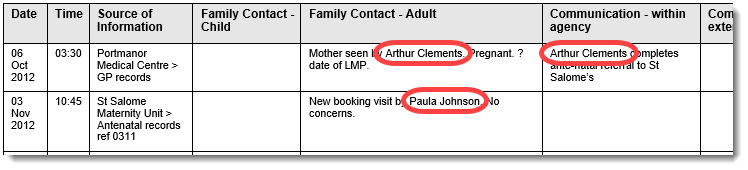 Date
Time
Source of
Information
Family Contact -
Child
Family Contact - Adult
Communication - within
agency
Com
exte
06
Oct
2012
03:30
Portmanor
Medical Centre >
GP records
Mother seen by Arthur Clements. Pregnant. ?
date of LMP.
Arthur Clements completes
ante-natal referral to St
Salome's
03
Nov
2012
10:45
St Salome
Maternity Unit >
Antenatal records
ref 0311
New booking visit by Paula Johnson. No
concerns.